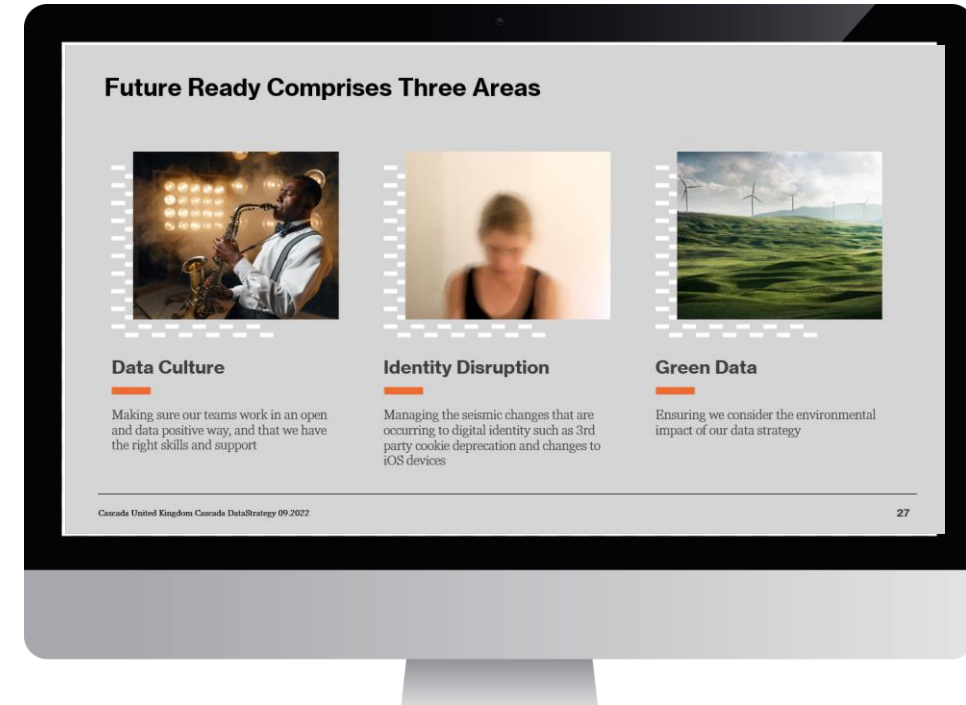 Future Ready Comprises Three Areas
Data Culture
Making sure our teams work in an open
and data positive way, and that we have
the right skills and support
Identity Disruption
Managing the seismic changes that are
occurring to digital identity such as 3rd
party cookie deprecation and changes to
iOS devices
Green Data
Ensuring we consider the environmental
impact of our data strategy
Cascada United Kingdom Cascada DataStrategy 09.2022
27